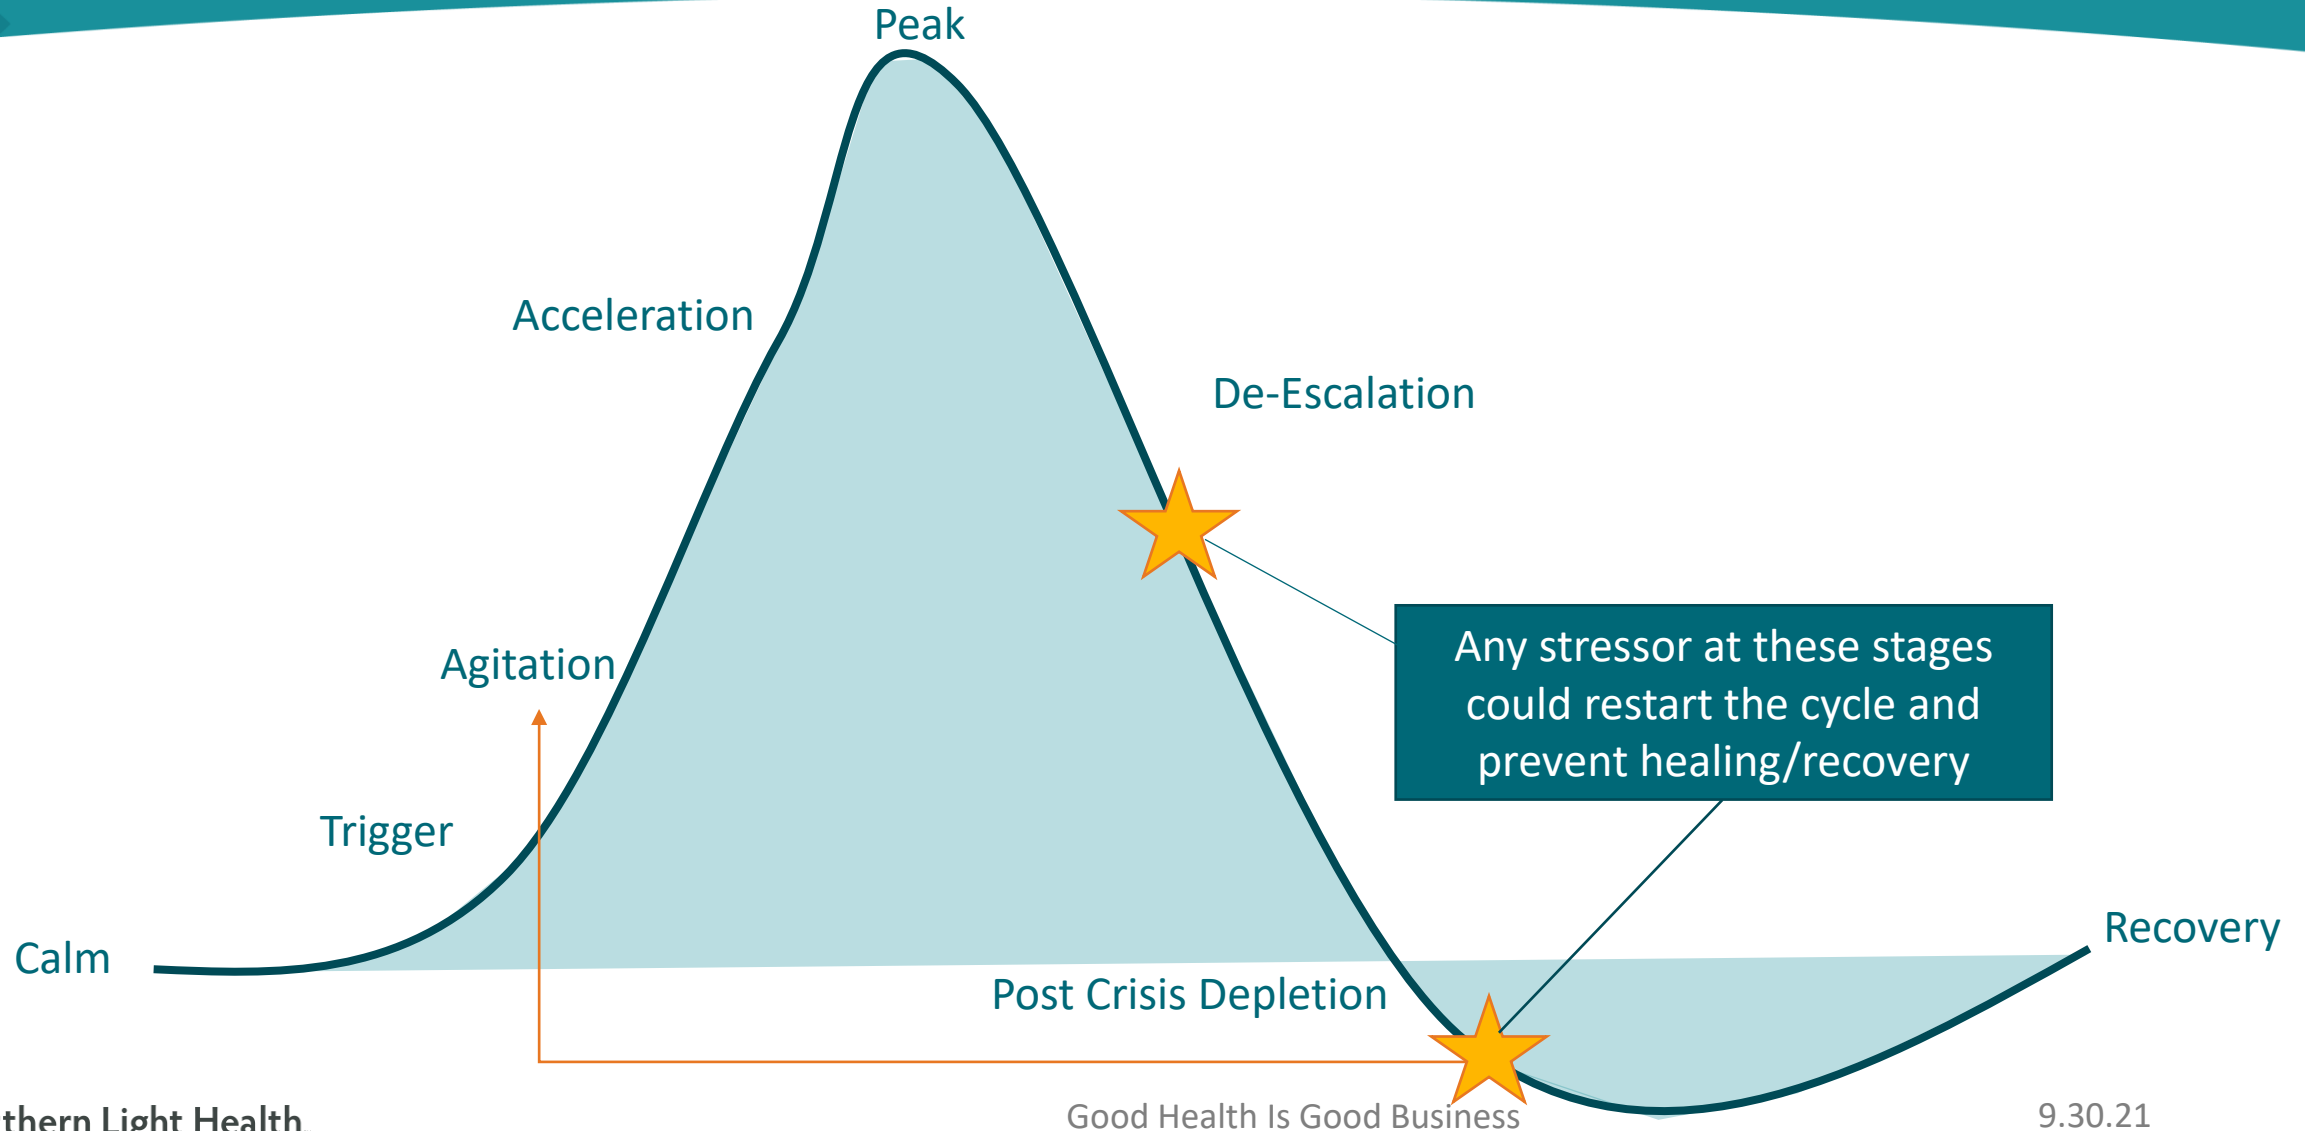 Peak
Acceleration
De-Escalation
Agitation
Any stressor at these stages
could restart the cycle and
prevent healing/recovery
Trigger
Calm
Recovery
Post Crisis Depletion
thern Light Health
Good Health Is Good Business
9.30.21